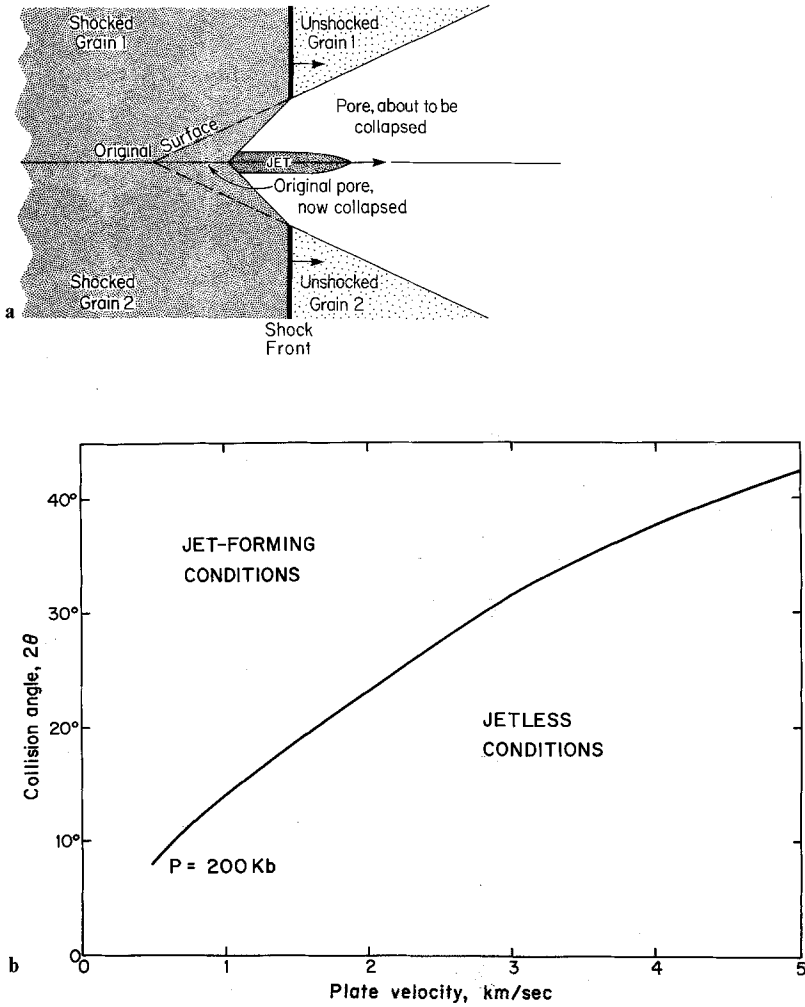 Shocked
Grain 1
Unshocked
Grain 1
Pore, about to be
collapsed
Original Surface
JET
Original pore,
now collapsed
Shocked
Grain 2
Unshocked
Grain 2
a
Shock
Front
40°
JET-FORMING
CONDITIONS
30°
Collision angle, 2θ
JETLESS
CONDITIONS
20°
10°
P = 200 Kb
0
b
0 1 2 3 4 5
Plate velocity, km/sec